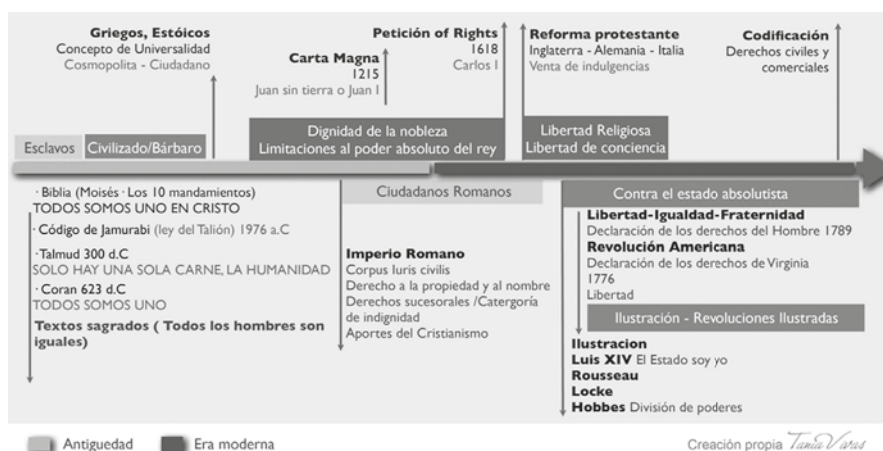 Griegos, Estóicos
Concepto de Universalidad
Cosmopolita - Ciudadano
Carta Magna
1215
Juan sin tierra o Juan I
Petición of Rights
1618
Carlos I
Reforma protestante
Inglaterra - Alemania - Italia
Venta de indulgencias
Codificación
Derechos civiles y
comerciales
Esclavos
Civilizado/Bárbaro
Dignidad de la nobleza
Limitaciones al poder absoluto del rey
Libertad Religiosa
Libertad de conciencia
· Biblia (Moisés · Los 10 mandamientos)
TODOS SOMOS UNO EN CRISTO
· Código de Jamurabi (ley del Talión) 1976 a.C
· Talmud 300 d.C
SOLO HAY UNA SOLA CARNE, LA HUMANIDAD
· Coran 623 d.C
TODOS SOMOS UNO
Textos sagrados ( Todos los hombres son
iguales)
Ciudadanos Romanos
Imperio Romano
Corpus Iuris civilis
Derecho a la propiedad y al nombre
Derechos sucesorales /Catergoría
de indignidad
Aportes del Cristianismo
Contra el estado absolutista
Libertad-Igualdad-Fraternidad
Declaración de los derechos del Hombre 1789
Revolución Americana
Declaración de los derechos de Virginia
1776
Libertad
Ilustración - Revoluciones Ilustradas
Ilustracion
Luis XIV El Estado soy yo
Rousseau
Locke
Hobbes División de poderes
Antiguedad
Era moderna
Creación propia Tania Varas